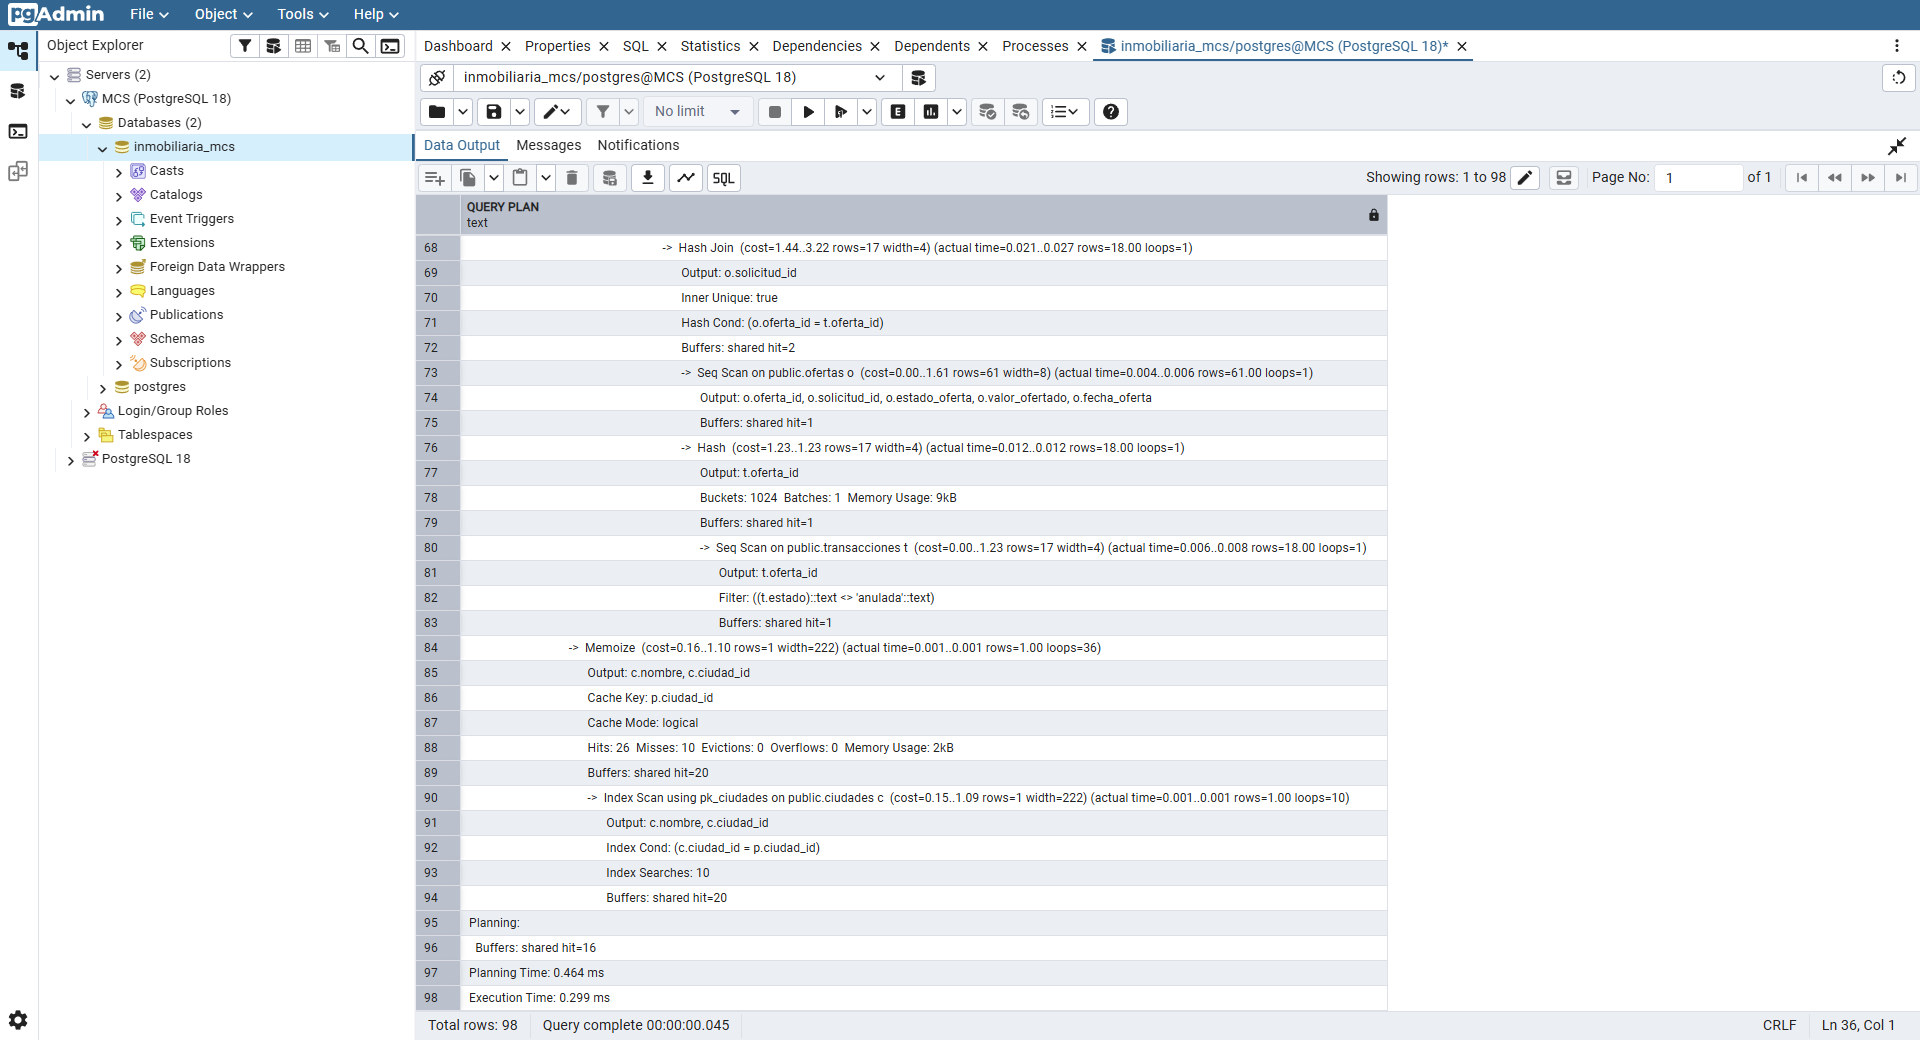 pgAdmin File Object Tools Help
Object Explorer
Servers (2)
MCS (PostgreSQL 18)
Databases (2)
inmobiliaria_mcs
Casts
Catalogs
Event Triggers
Extensions
Foreign Data Wrappers
Languages
Publications
Schemas
Subscriptions
postgres
Login/Group Roles
Tablespaces
PostgreSQL 18
Dashboard Properties SQL Statistics Dependencies Dependents Processes inmobiliaria_mcs/postgres@MCS (PostgreSQL 18)*
inmobiliaria_mcs/postgres@MCS (PostgreSQL 18)
No limit E
Data Output Messages Notifications
SQL Showing rows: 1 to 98 Page No: 1 of 1
QUERY PLAN
text
68 -> Hash Join (cost=1.44..3.22 rows=17 width=4) (actual time=0.021..0.027 rows=18.00 loops=1)
69 Output: o.solicitud_id
70 Inner Unique: true
71 Hash Cond: (o.oferta_id = t.oferta_id)
72 Buffers: shared hit=2
73 -> Seq Scan on public.ofertas o (cost=0.00..1.61 rows=61 width=8) (actual time=0.004..0.006 rows=61.00 loops=1)
74 Output: o.oferta_id, o.solicitud_id, o.estado_oferta, o.valor_ofertado, o.fecha_oferta
75 Buffers: shared hit=1
76 -> Hash (cost=1.23..1.23 rows=17 width=4) (actual time=0.012..0.012 rows=18.00 loops=1)
77 Output: t.oferta_id
78 Buckets: 1024 Batches: 1 Memory Usage: 9kB
79 Buffers: shared hit=1
80 -> Seq Scan on public.transacciones t (cost=0.00..1.23 rows=17 width=4) (actual time=0.006..0.008 rows=18.00 loops=1)
81 Output: t.oferta_id
82 Filter: ((t.estado)::text <> 'anulada'::text)
83 Buffers: shared hit=1
84 -> Memoize (cost=0.16..1.10 rows=1 width=222) (actual time=0.001..0.001 rows=1.00 loops=36)
85 Output: c.nombre, c.ciudad_id
86 Cache Key: p.ciudad_id
87 Cache Mode: logical
88 Hits: 26 Misses: 10 Evictions: 0 Overflows: 0 Memory Usage: 2kB
89 Buffers: shared hit=20
90 -> Index Scan using pk_ciudades on public.ciudades c (cost=0.15..1.09 rows=1 width=222) (actual time=0.001..0.001 rows=1.00 loops=10)
91 Output: c.nombre, c.ciudad_id
92 Index Cond: (c.ciudad_id = p.ciudad_id)
93 Index Searches: 10
94 Buffers: shared hit=20
95 Planning:
96 Buffers: shared hit=16
97 Planning Time: 0.464 ms
98 Execution Time: 0.299 ms
Total rows: 98 Query complete 00:00:00.045 CRLF Ln 36, Col 1